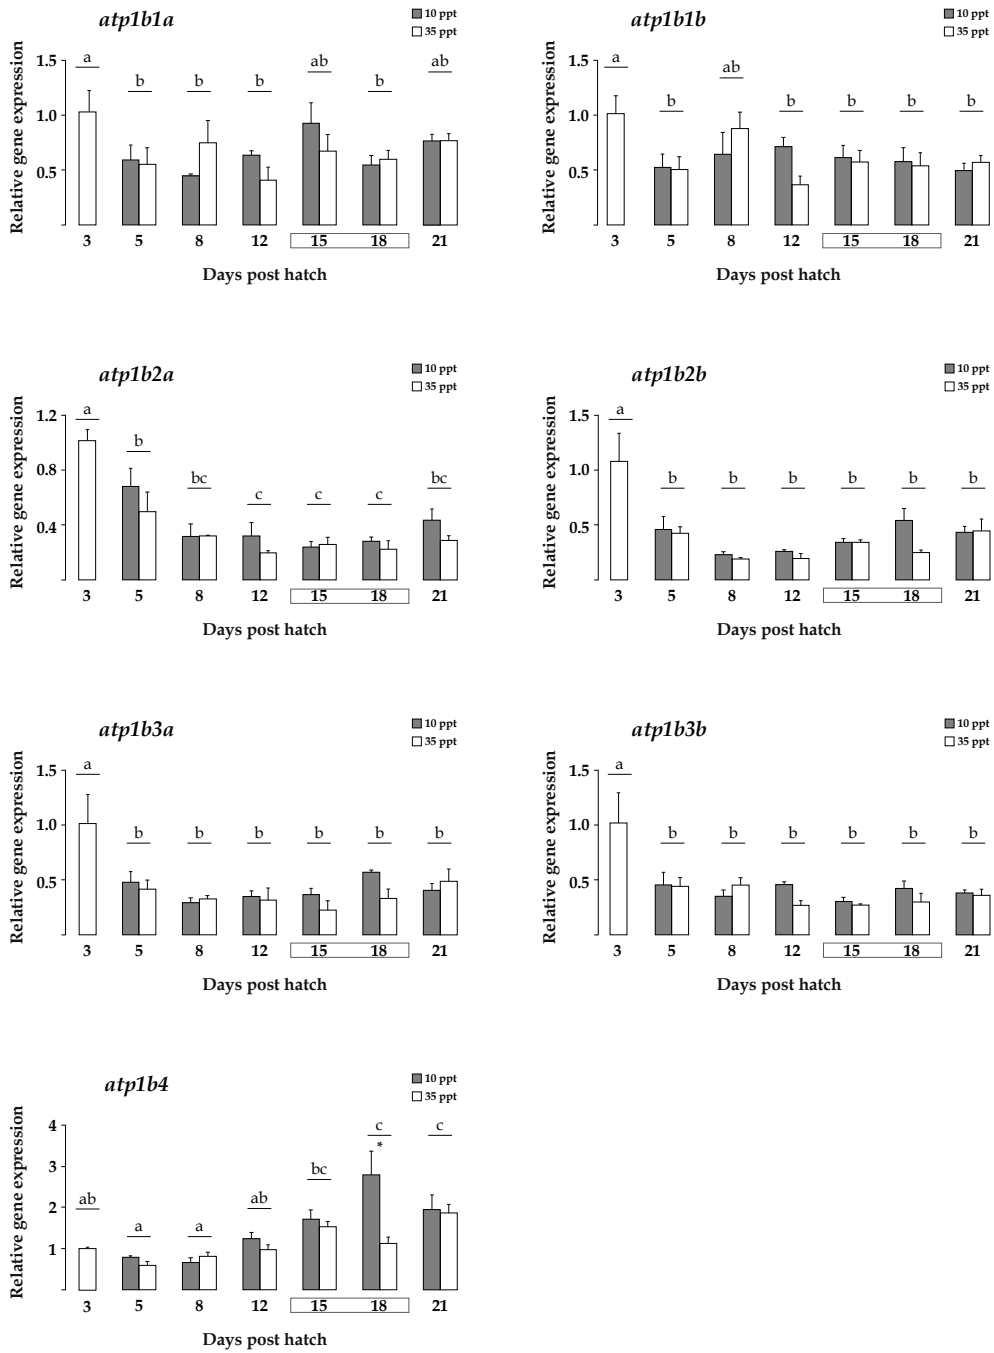 atp1b1a
10 ppt
35 ppt
Relative gene expression
1.5
1.0
0.5
a
b
b
b
ab
b
ab
3 5 8 12 15 18 21
Days post hatch
atp1b1b
10 ppt
35 ppt
Relative gene expression
1.5
1.0
0.5
a
b
ab
b
b
b
b
3 5 8 12 15 18 21
Days post hatch
atp1b2a
10 ppt
35 ppt
Relative gene expression
1.2
0.8
0.4
a
b
bc
c
c
c
bc
3 5 8 12 15 18 21
Days post hatch
atp1b2b
10 ppt
35 ppt
Relative gene expression
1.5
1.0
0.5
a
b
b
b
b
b
b
3 5 8 12 15 18 21
Days post hatch
atp1b3a
10 ppt
35 ppt
Relative gene expression
1.5
1.0
0.5
a
b
b
b
b
b
b
3 5 8 12 15 18 21
Days post hatch
atp1b3b
10 ppt
35 ppt
Relative gene expression
1.5
1.0
0.5
a
b
b
b
b
b
b
3 5 8 12 15 18 21
Days post hatch
atp1b4
10 ppt
35 ppt
Relative gene expression
4
3
2
1
ab
a
a
ab
bc
c
*
c
3 5 8 12 15 18 21
Days post hatch